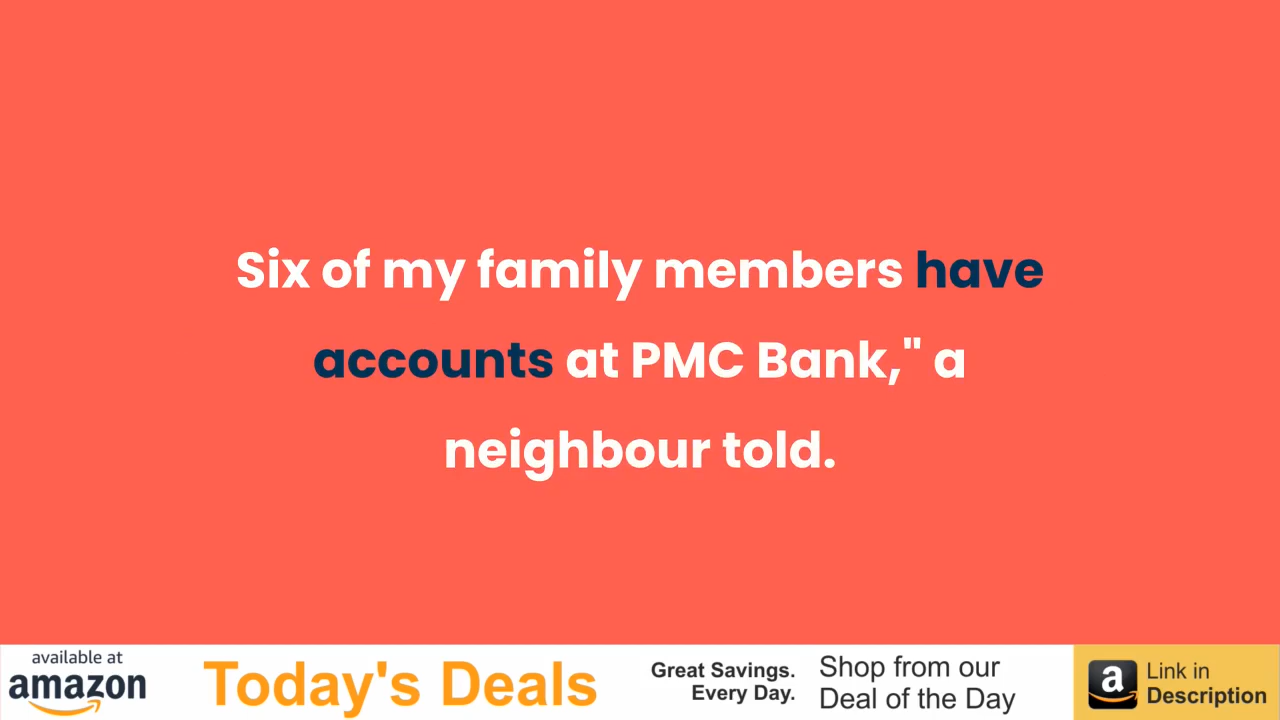 Six of my family members have
accounts at PMC Bank," a
neighbour told.
available at
amazon
Today's Deals
Great Savings.
Every Day.
Shop from our
Deal of the Day
a
Link in
Description